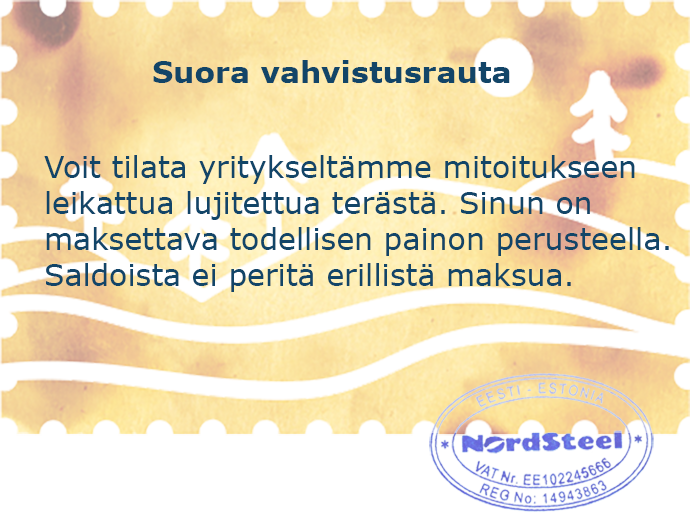 Suora vahvistusrauta
Voit tilata yritykseltämme mitoitukseen
leikattua lujitettua terästä. Sinun on
maksettava todellisen painon perusteella.
Saldoista ei peritä erillistä maksua.
EESTI - ESTONIA
* NordSteel *
VAT Nr. EE102245666
REG No: 14943863